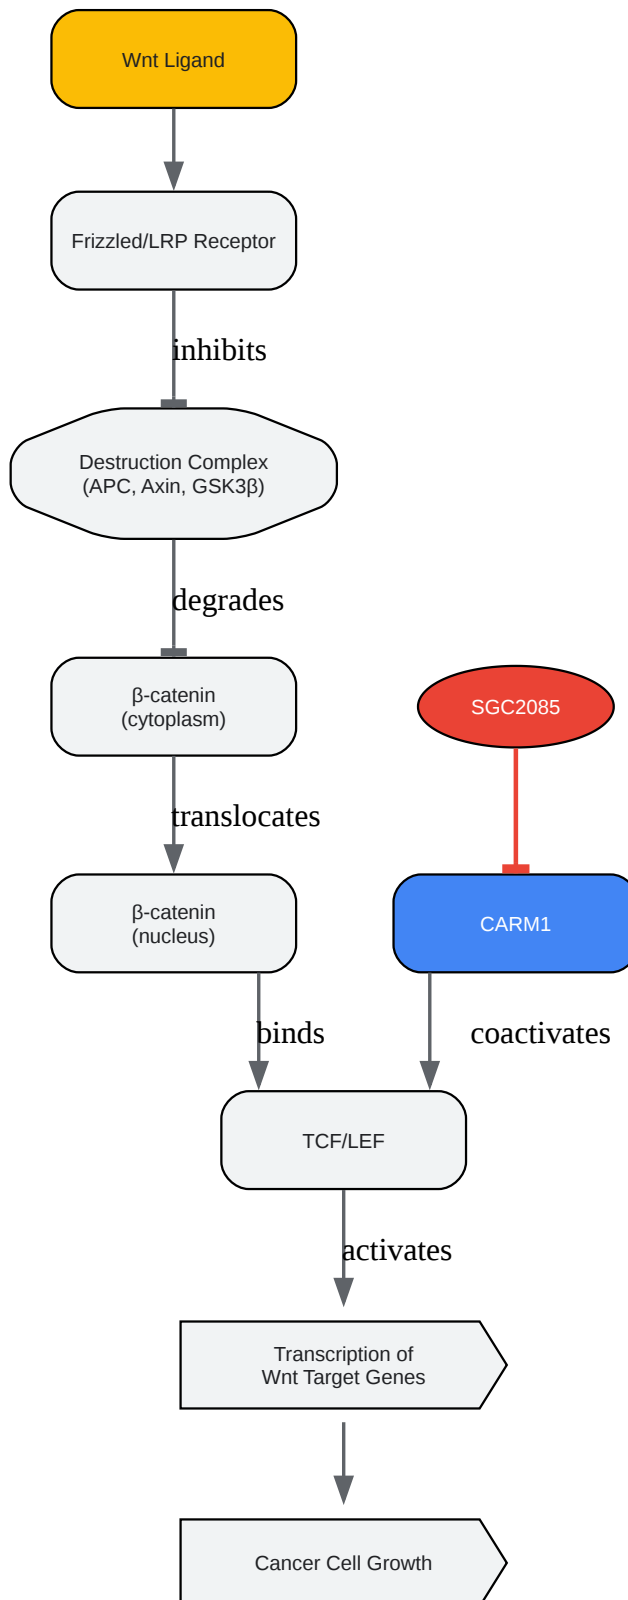 Wnt Ligand
Frizzled/LRP Receptor
inhibits
Destruction Complex
(APC, Axin, GSK3β)
degrades
β-catenin
(cytoplasm)
SGC2085
translocates
β-catenin
(nucleus)
CARM1
binds
coactivates
TCF/LEF
activates
Transcription of
Wnt Target Genes
Cancer Cell Growth